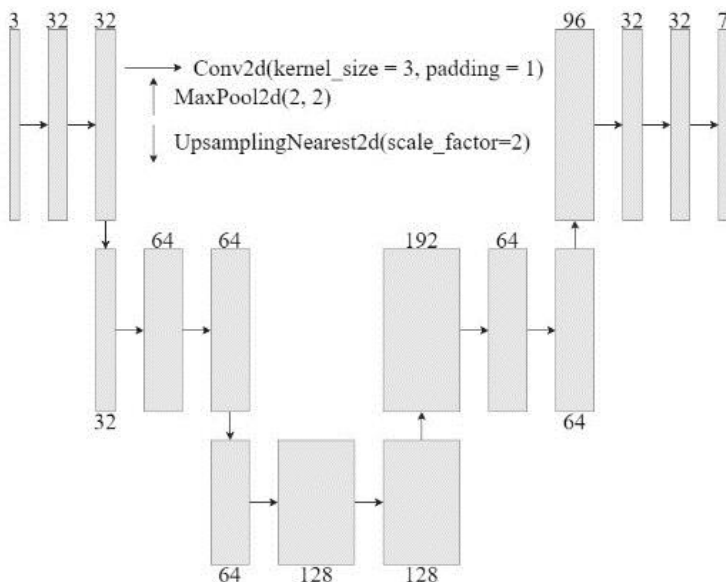 3 32 32 96 32 32 7
Conv2d(kernel_size = 3, padding = 1)
MaxPool2d(2, 2)
UpsamplingNearest2d(scale_factor=2)
64 64 192 64
32 64
64 128 128